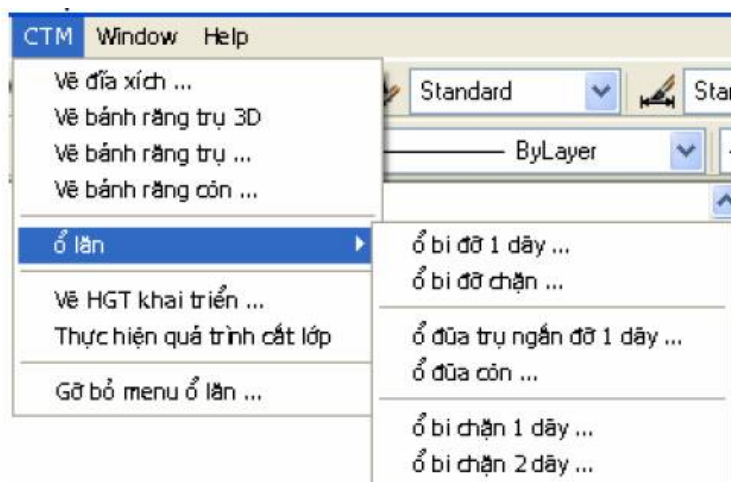 CTM Window Help
Vẽ đĩa xích ...
Vẽ bánh răng trụ 3D
Vẽ bánh răng trụ ...
Vẽ bánh răng côn ...
ổ lăn
Vẽ HGT khai triển ...
Thực hiện quá trình cắt lớp
Gỡ bỏ menu ổ lăn ...
Standard
Star
ByLayer
ổ bi đỡ 1 dãy ...
ổ bi đỡ chặn ...
ổ đũa trụ ngắn đỡ 1 dãy ...
ổ đũa côn ...
ổ bi chặn 1 dãy ...
ổ bi chặn 2 dãy ...